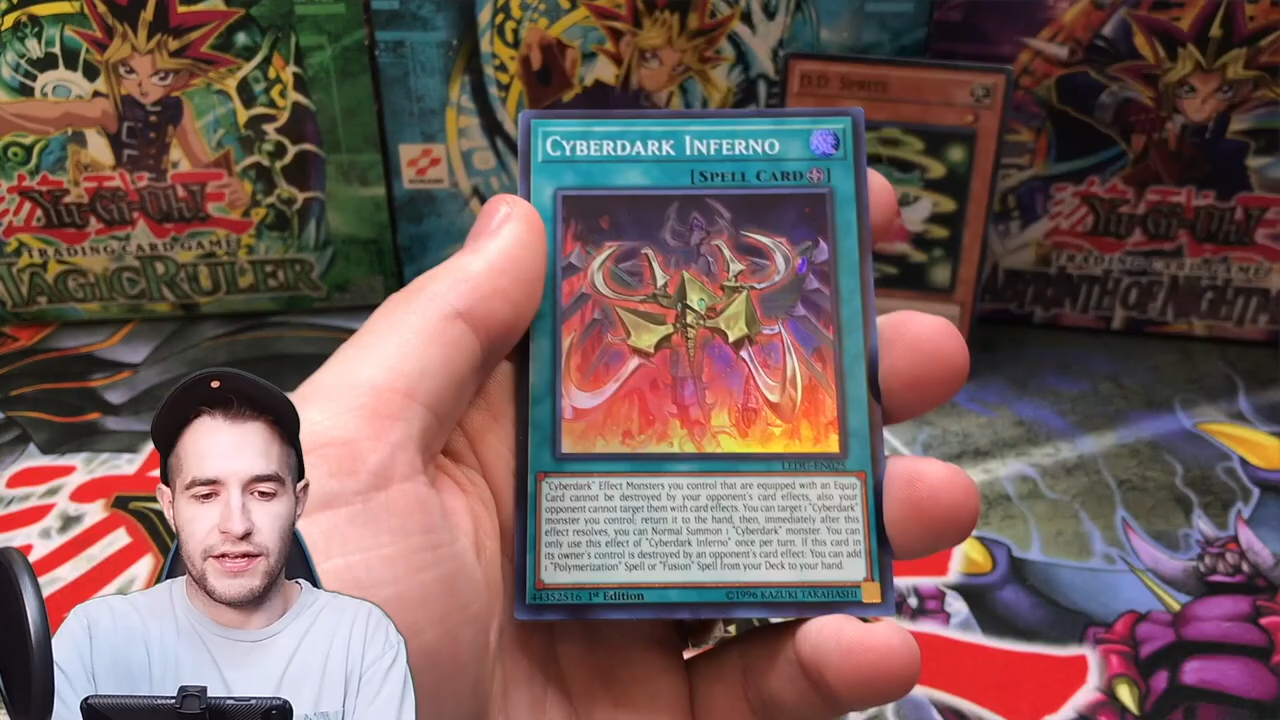 Yu-Gi-Oh!
TRADING CARD GAME
MAGIC RULER
KONAMI
D.D. SPRITE
Yu-Gi-Oh!
TRADING CARD GAME
LABYRINTH OF NIGHTMARE
CYBERDARK INFERNO
[SPELL CARD]
LEDU-EN025
"Cyberdark" Effect Monsters you control that are equipped with an Equip
Card cannot be destroyed by your opponent's card effects, also your
opponent cannot target them with card effects. You can target 1 "Cyberdark"
monster you control; return it to the hand, then, immediately after this
effect resolves, you can Normal Summon 1 "Cyberdark" monster. You can
only use this effect of "Cyberdark Inferno" once per turn. If this card in
its owner's control is destroyed by an opponent's card effect: You can add
1 "Polymerization" Spell or "Fusion" Spell from your Deck to your hand.
44352516 1st Edition
©1996 KAZUKI TAKAHASHI